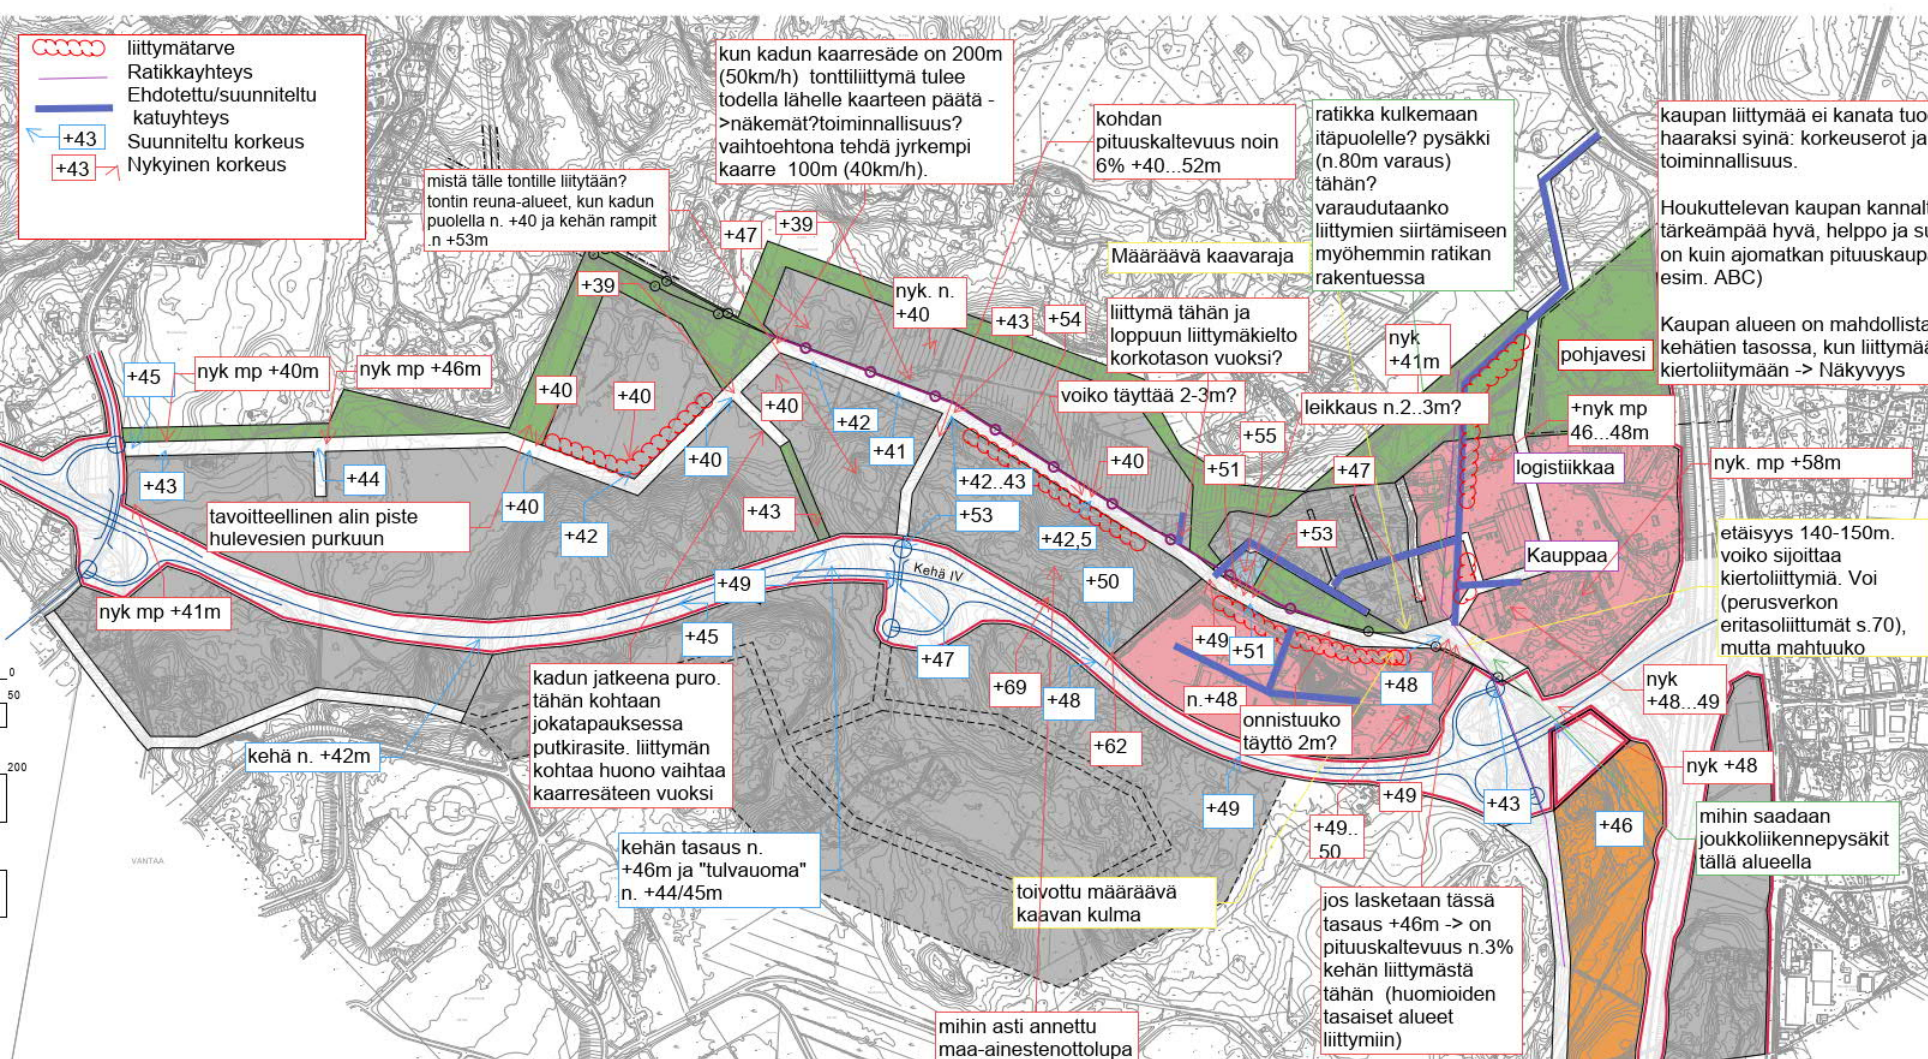 liittymätarve
Ratikkayhteys
Ehdotettu/suunniteltu
katuyhteys
+43
Suunniteltu korkeus
+43
Nykyinen korkeus
kun kadun kaarresäde on 200m
(50km/h) tonttiliittymä tulee
todella lähelle kaarteen päätä -
>näkemät?toiminnallisuus?
vaihtoehtona tehdä jyrkempi
kaarre 100m (40km/h).
mistä tälle tontille liitytään?
tontin reuna-alueet, kun kadun
puolella n. +40 ja kehän rampit
.n +53m
kohdan
pituuskaltevuus noin
6% +40...52m
ratikka kulkemaan
itäpuolelle? pysäkki
(n.80m varaus)
tähän?
varaudutaanko
liittymien siirtämiseen
myöhemmin ratikan
rakentuessa
kaupan liittymää ei kanata
haaraksi syinä: korkeuserot ja
toiminnallisuus.
Houkuttelevan kaupan
tärkeämpää hyvä, helppo ja
on kuin ajomatkan
esim. ABC)
Kaupan alueen on mahdollista
kehätien tasossa, kun
kiertoliitymään -> Näkyvyys
Määräävä kaavaraja
liittymä tähän ja
loppuun liittymäkielto
korkotason vuoksi?
+47
+39
+39
nyk. n.
+40
+43
+54
nyk
+41m
pohjavesi
+45
nyk mp +40m
nyk mp +46m
+40
+40
+40
+42
+41
voiko täyttää 2-3m?
leikkaus n.2..3m?
+nyk mp
46...48m
+55
+43
+44
+40
+40
+42..43
+40
+51
+47
logistiikkaa
nyk. mp +58m
tavoitteellinen alin piste
hulevesien purkuun
+42
+43
+53
+42,5
+53
Kauppaa
etäisyys 140-150m.
voiko sijoittaa
kiertoliittymiä. Voi
(perusverkon
eritasoliittumät s.70),
mutta mahtuuko
Kehä IV
+49
+50
nyk mp +41m
+45
+47
+49
+51
+69
+48
n.+48
+48
nyk
+48...49
kadun jatkeena puro.
tähän kohtaan
jokatapauksessa
putkirasite. liittymän
kohtaa huono vaihtaa
kaarresäteen vuoksi
onnistuuko
täyttö 2m?
+62
kehä n. +42m
nyk +48
0
50
200
+49
+49
+43
+49..
50
+46
mihin saadaan
joukkoliikennepysäkit
tällä alueella
kehän tasaus n.
+46m ja "tulvauoma"
n. +44/45m
VANTAA
toivottu määräävä
kaavan kulma
jos lasketaan tässä
tasaus +46m -> on
pituuskaltevuus n.3%
kehän liittymästä
tähän (huomioiden
tasaiset alueet
liittymiin)
mihin asti annettu
maa-ainestenottolupa